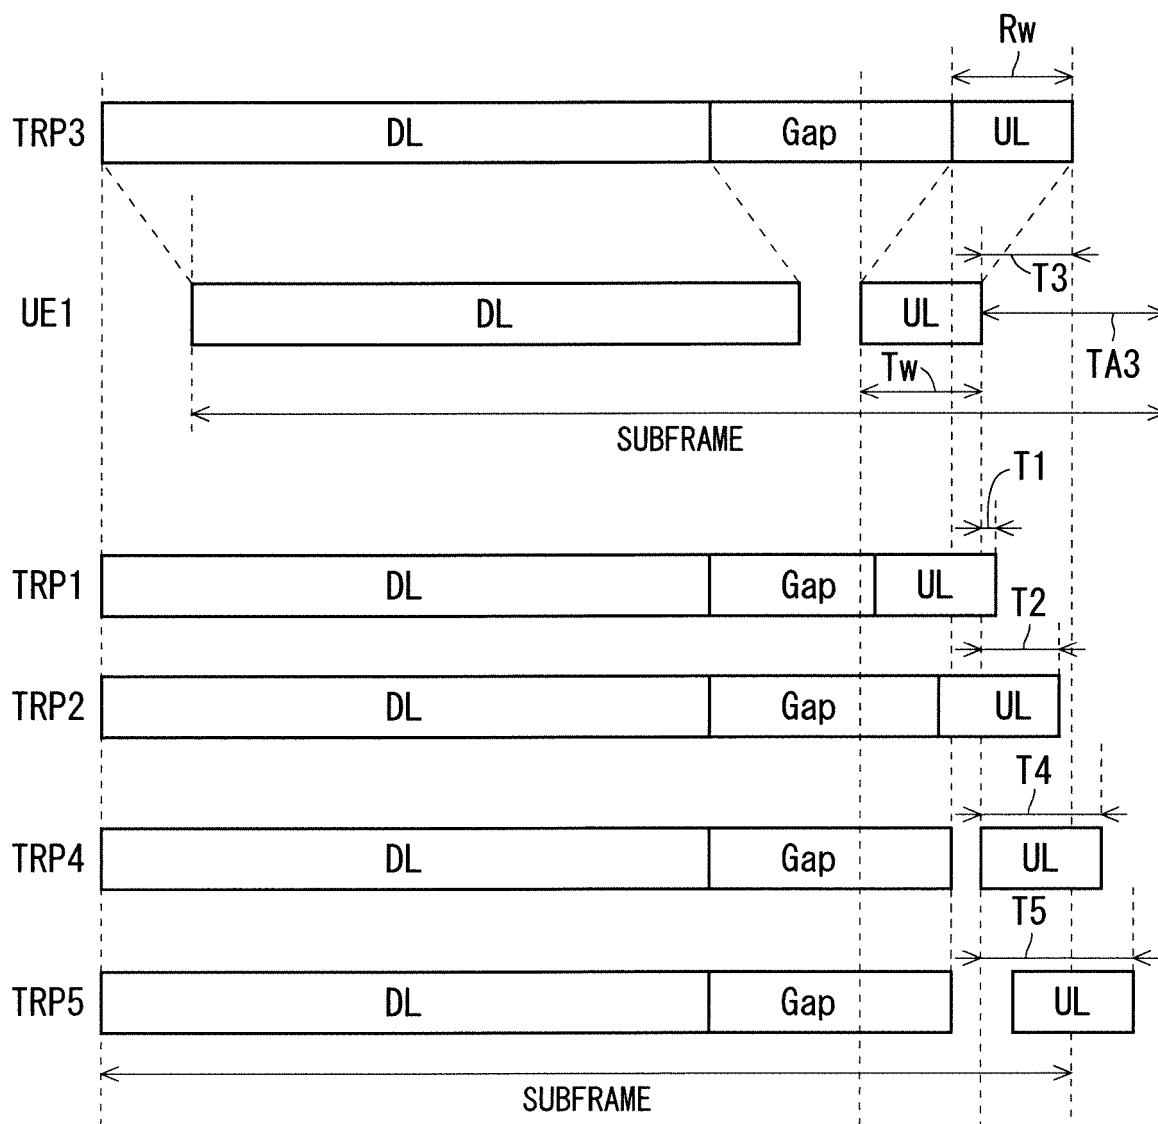 Rw
TRP3 DL Gap UL
T3
UE1 DL UL
TA3
Tw
SUBFRAME
T1
TRP1 DL Gap UL
T2
TRP2 DL Gap UL
T4
TRP4 DL Gap UL
T5
TRP5 DL Gap UL
SUBFRAME